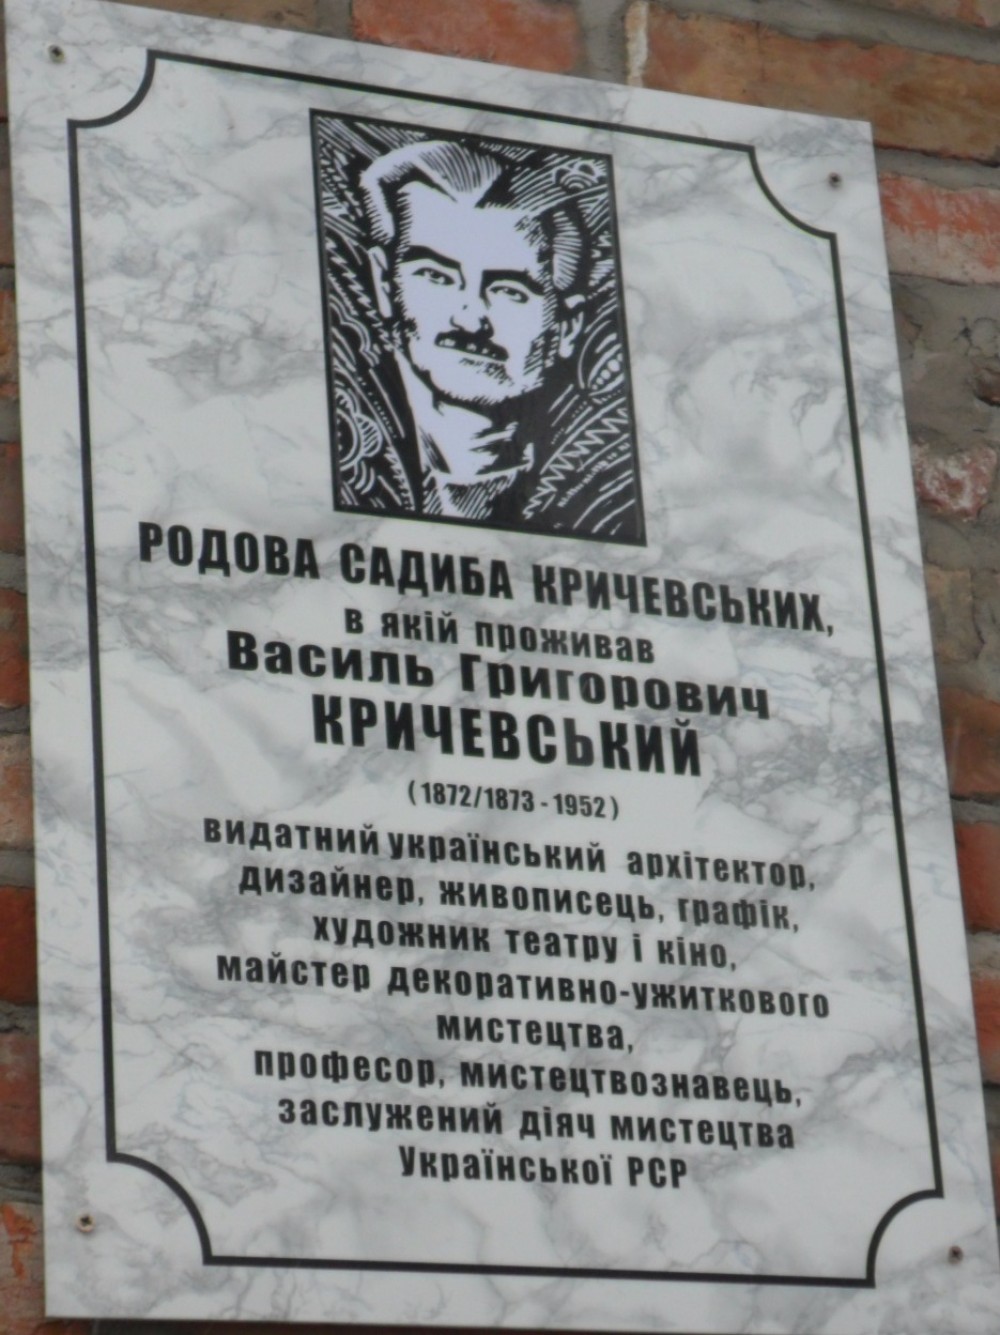 РОДОВА САДИБА КРИЧЕВСЬКИХ,
в якій проживав
Василь Григорович
КРИЧЕВСЬКИЙ
(1872/1873 - 1952)
видатний український архітектор,
дизайнер, живописець, графік,
художник театру і кіно,
майстер декоративно-ужиткового
мистецтва,
професор, мистецтвознавець,
заслужений діяч мистецтва
Української РСР